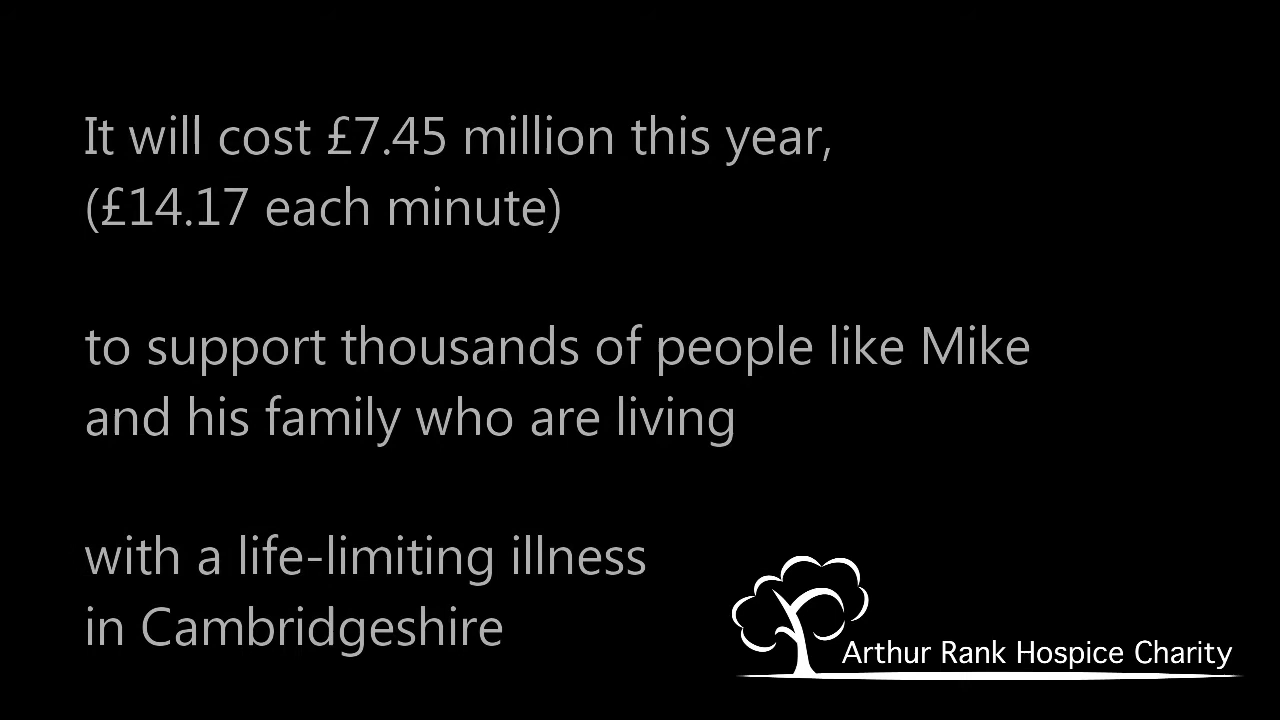 It will cost £7.45 million this year,
(£14.17 each minute)
to support thousands of people like Mike
and his family who are living
with a life-limiting illness
in Cambridgeshire
Arthur Rank Hospice Charity